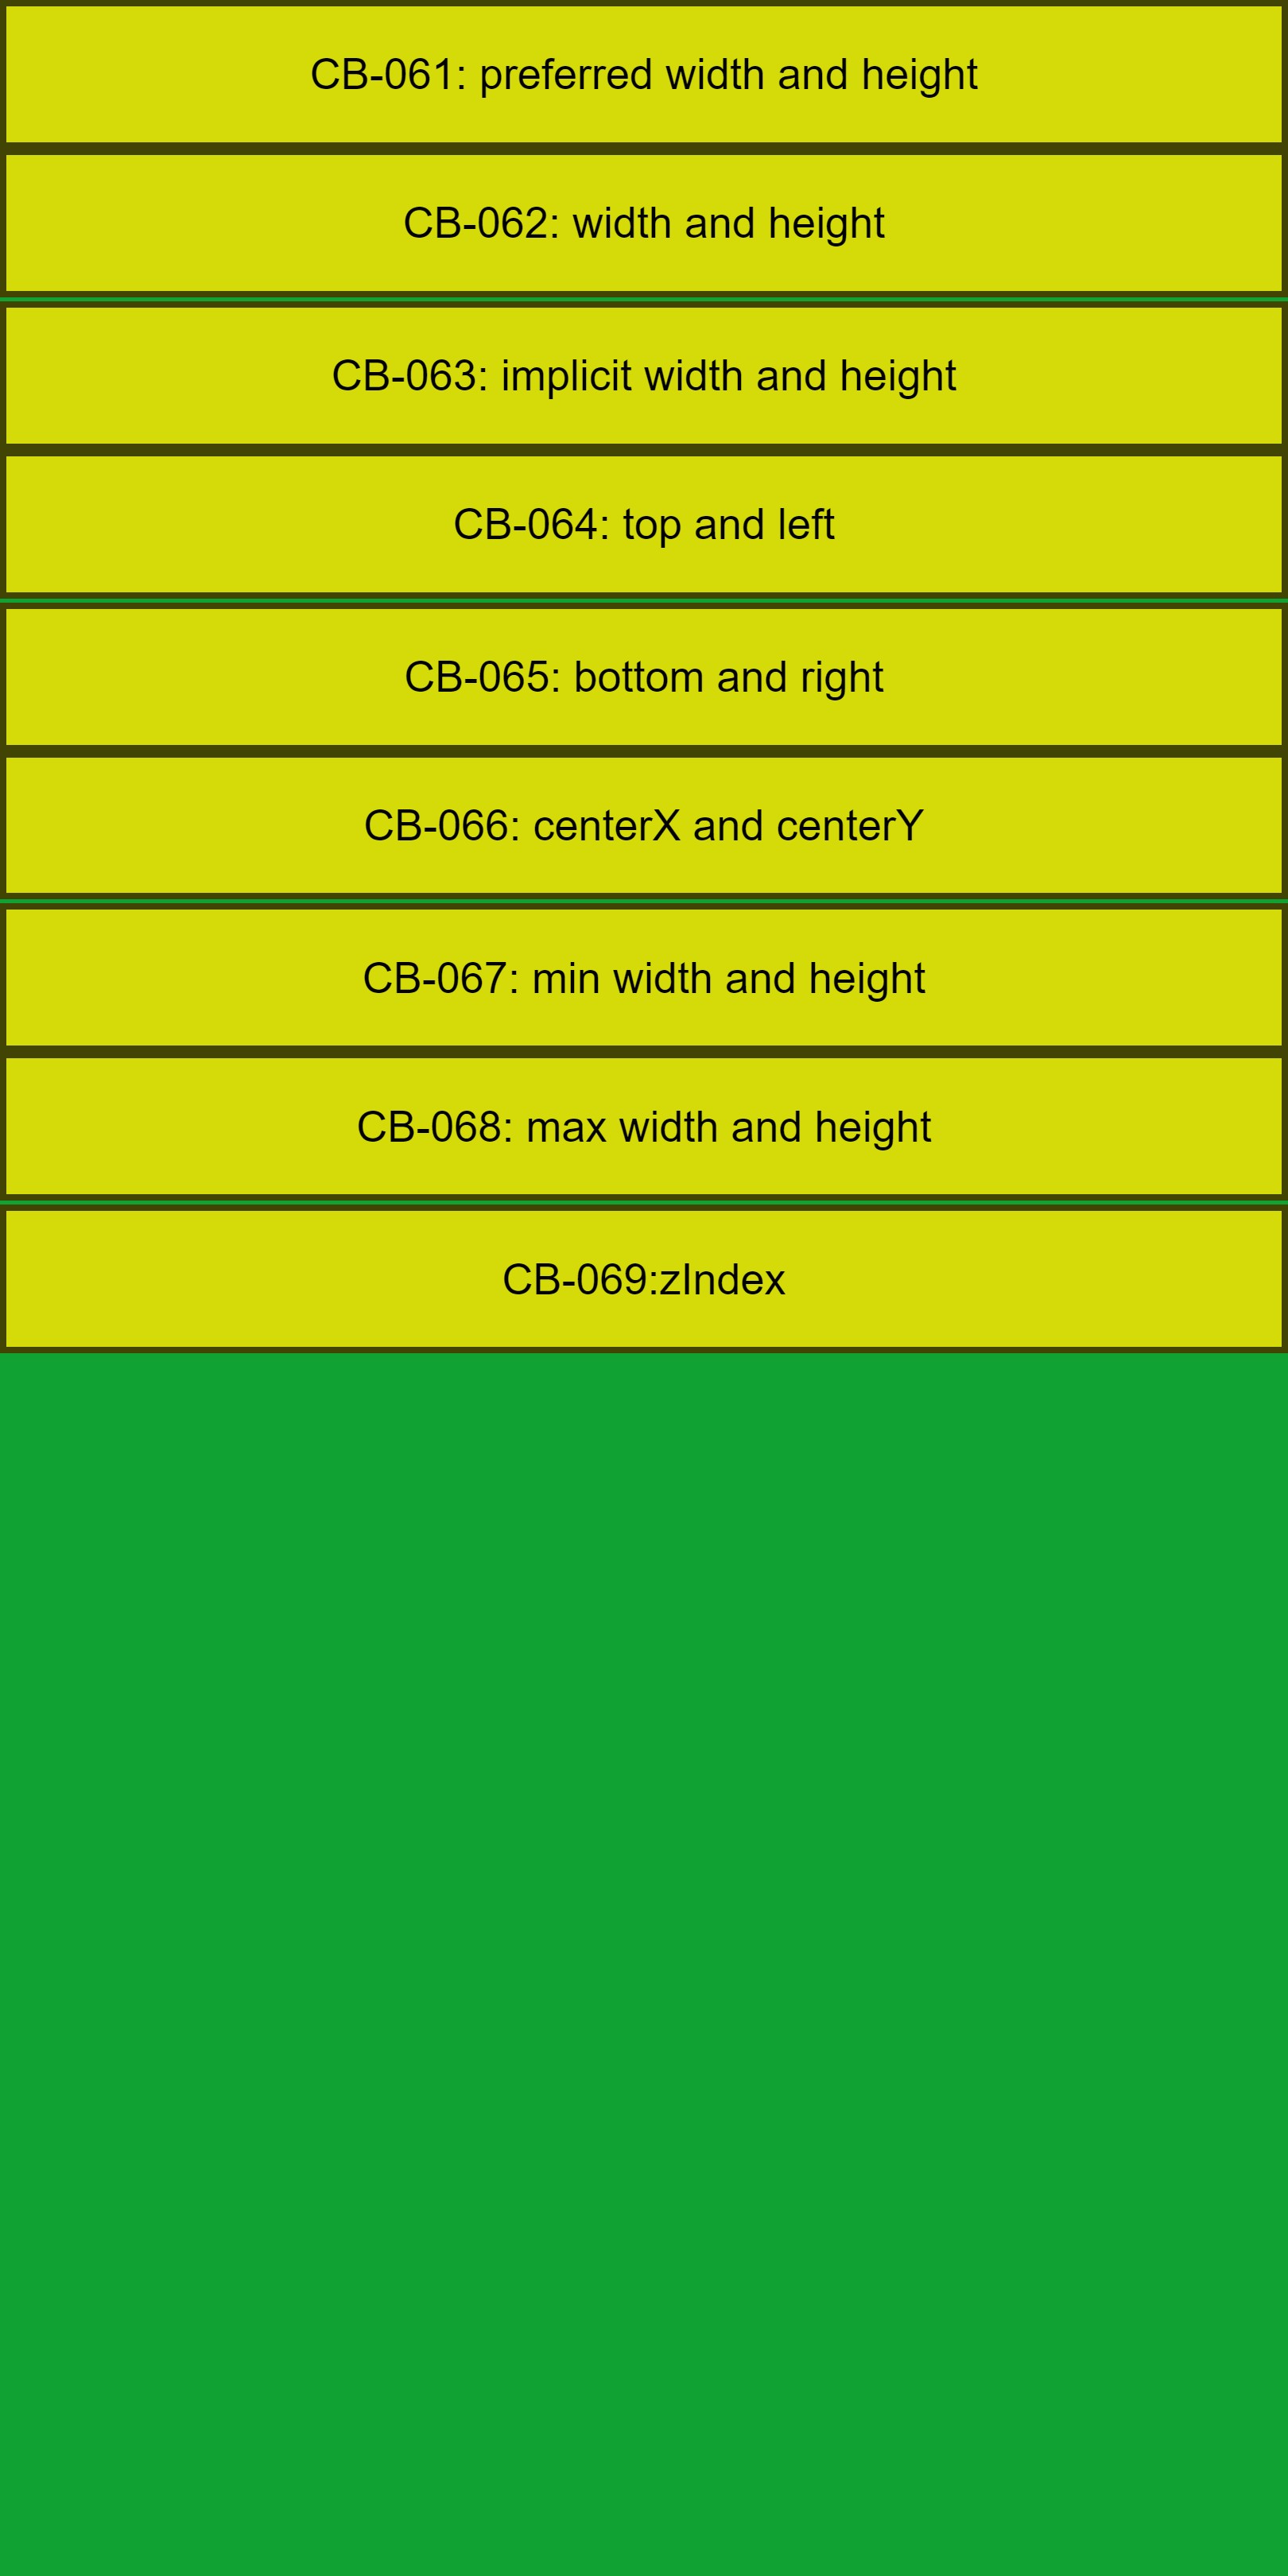 CB-061: preferred width and height
CB-062: width and height
CB-063: implicit width and height
CB-064: top and left
CB-065: bottom and right
CB-066: centerX and centerY
CB-067: min width and height
CB-068: max width and height
CB-069:zIndex